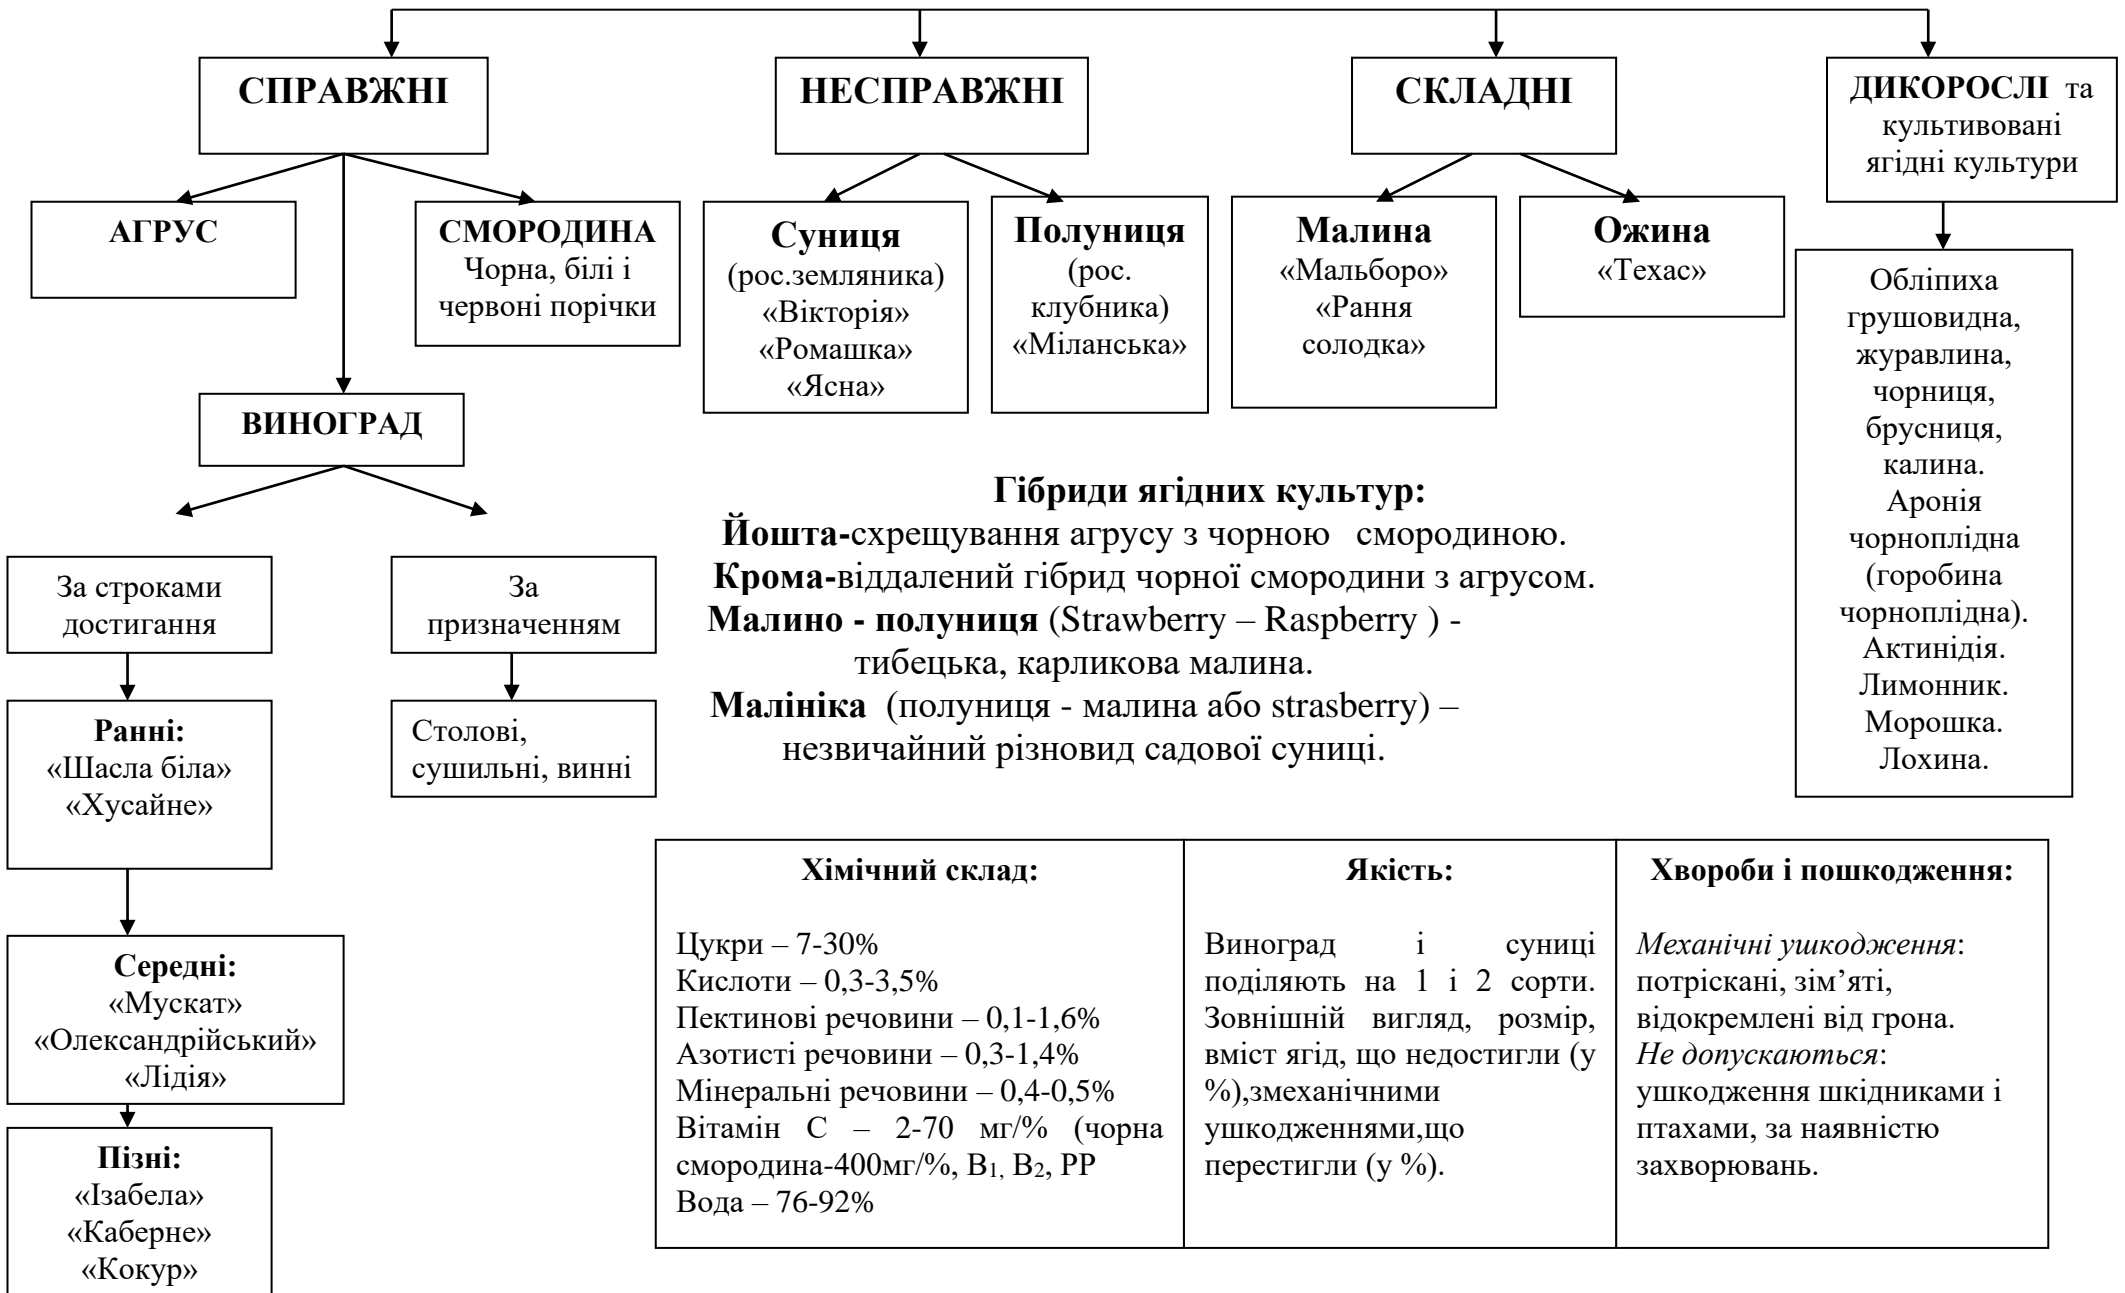 СПРАВЖНІ
НЕСПРАВЖНІ
СКЛАДНІ
ДИКОРОСЛІ та
культивовані
ягідні культури
АГРУС
СМОРОДИНА
Чорна, білі і
червоні порічки
Суниця
(рос.земляника)
«Вікторія»
«Ромашка»
«Ясна»
Полуниця
(рос.
клубника)
«Міланська»
Малина
«Мальборо»
«Рання
солодка»
Ожина
«Техас»
Обліпиха
грушовидна,
журавлина,
чорниця,
брусниця,
калина.
Аронія
чорноплідна
(горобина
чорноплідна).
Актинідія.
Лимонник.
Морошка.
Лохина.
ВИНОГРАД
За строками
достигання
За
призначенням
Ранні:
«Шасла біла»
«Хусайне»
Столові,
сушильні, винні
Середні:
«Мускат»
«Олександрійський»
«Лідія»
Пізні:
«Ізабела»
«Каберне»
«Кокур»
Гібриди ягідних культур:
Йошта-схрещування агрусу з чорною смородиною.
Крома-віддалений гібрид чорної смородини з агрусом.
Малино - полуниця (Strawberry – Raspberry ) -
тибецька, карликова малина.
Малініка (полуниця - малина або strasberry) –
незвичайний різновид садової суниці.
Хімічний склад:
Цукри – 7-30%
Кислоти – 0,3-3,5%
Пектинові речовини – 0,1-1,6%
Азотисті речовини – 0,3-1,4%
Мінеральні речовини – 0,4-0,5%
Вітамін С – 2-70 мг/% (чорна
смородина-400мг/%, В1, В2, РР
Вода – 76-92%
Якість:
Виноград і суниці
поділяють на 1 і 2 сорти.
Зовнішній вигляд, розмір,
вміст ягід, що недостигли (у
%),змеханічними
ушкодженнями,що
перестигли (у %).
Хвороби і пошкодження:
Механічні ушкодження:
потріскані, зім’яті,
відокремлені від грона.
Не допускаються:
ушкодження шкідниками і
птахами, за наявністю
захворювань.